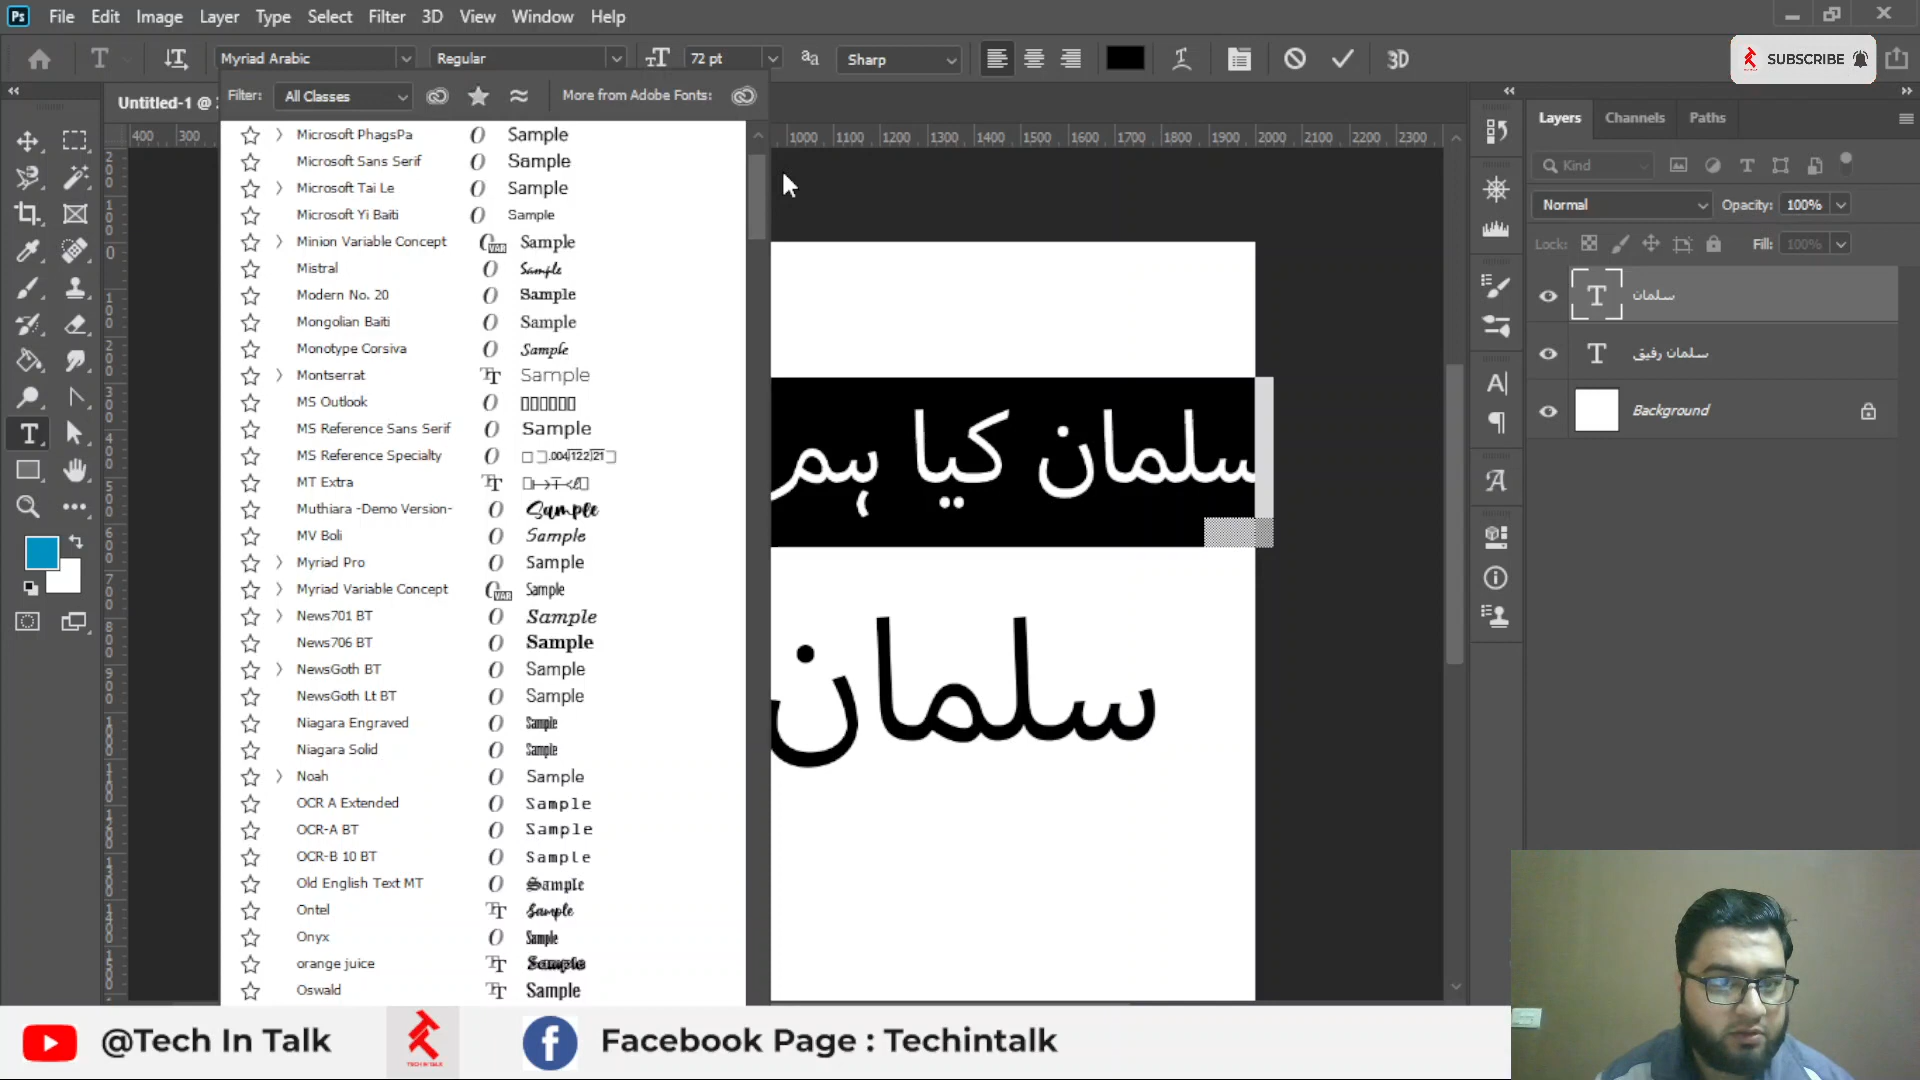 Ps File Edit Image Layer Type Select Filter 3D View Window Help
Myriad Arabic Regular 72 pt Sharp 3D
SUBSCRIBE
Untitled-1 @
Filter: All Classes More from Adobe Fonts:
400 300 1000 1100 1200 1300 1400 1500 1600 1700 1800 1900 2000 2100 2200 2300
Microsoft PhagsPa Sample
Microsoft Sans Serif Sample
Microsoft Tai Le Sample
Microsoft Yi Baiti Sample
Minion Variable Concept Sample
Mistral Sample
Modern No. 20 Sample
Mongolian Baiti Sample
Monotype Corsiva Sample
Montserrat Sample
MS Outlook
MS Reference Sans Serif Sample
MS Reference Specialty
MT Extra
Muthiara -Demo Version- Sample
MV Boli Sample
Myriad Pro Sample
Myriad Variable Concept Sample
News701 BT Sample
News706 BT Sample
NewsGoth BT Sample
NewsGoth Lt BT Sample
Niagara Engraved Sample
Niagara Solid Sample
Noah Sample
OCR A Extended Sample
OCR-A BT Sample
OCR-B 10 BT Sample
Old English Text MT Sample
Ontel Sample
Onyx Sample
orange juice Sample
Oswald Sample
سلمان کیا ہم
سلمان
Layers Channels Paths
Kind
Normal Opacity: 100%
Lock: Fill: 100%
سلمان
سلمان رفیق
Background
@Tech In Talk
TECH IN TALK
Facebook Page : Techintalk